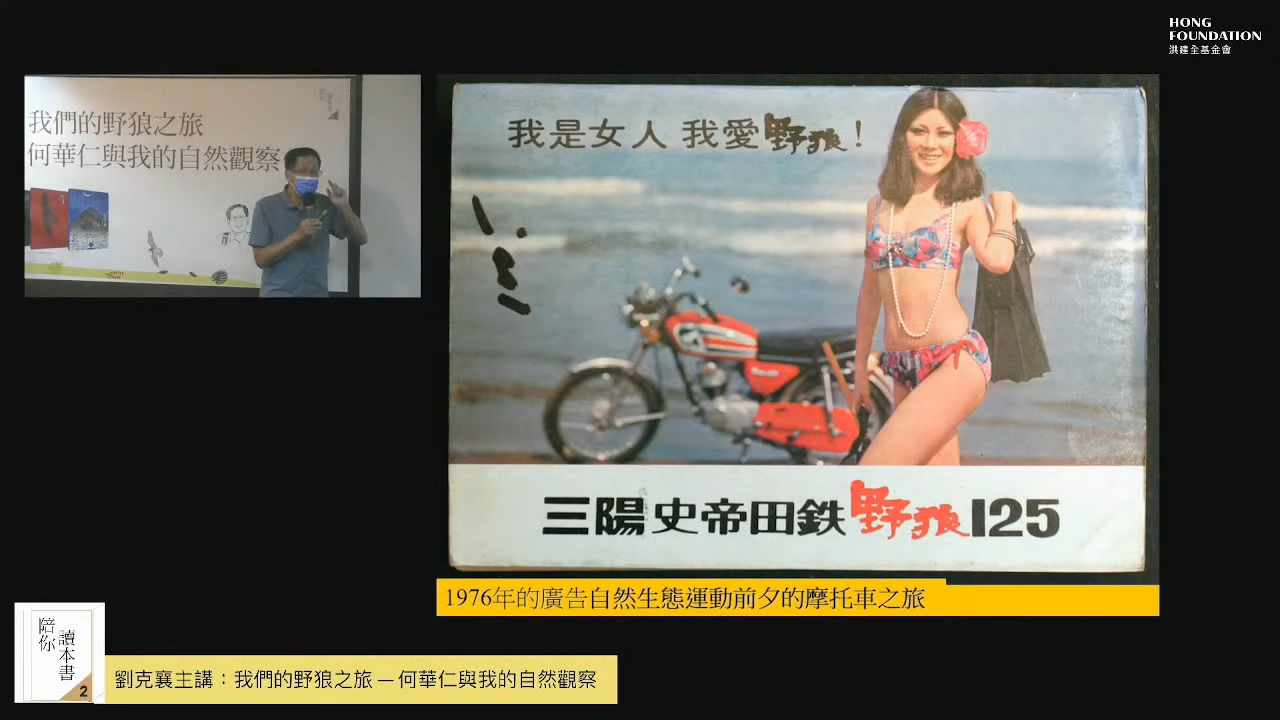 HONG
FOUNDATION
洪建全基金會
我們的野狼之旅
何華仁與我的自然觀察
我是女人 我愛野狼!
三陽史帝田鉄野狼125
1976年的廣告自然生態運動前夕的摩托車之旅
陪你
讀本書
2
劉克襄主講：我們的野狼之旅 — 何華仁與我的自然觀察